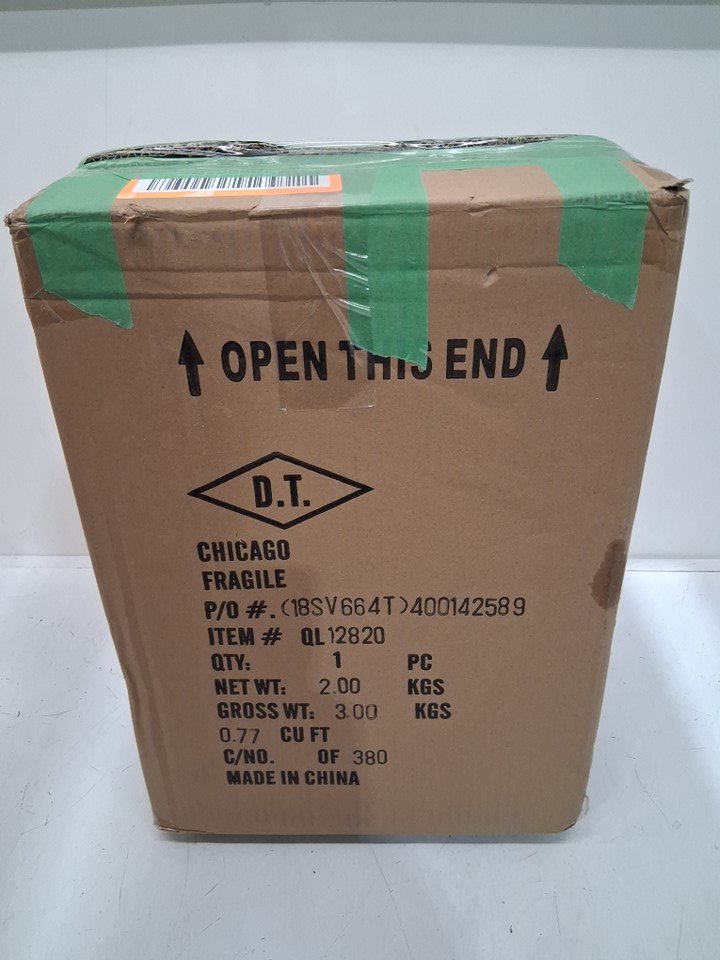 OPEN THIS END
D.T.
CHICAGO
FRAGILE
P/O #. (18SV664T)400142589
ITEM # QL12820
QTY: 1 PC
NET WT: 2.00 KGS
GROSS WT: 3.00 KGS
0.77 CU FT
C/NO. OF 380
MADE IN CHINA